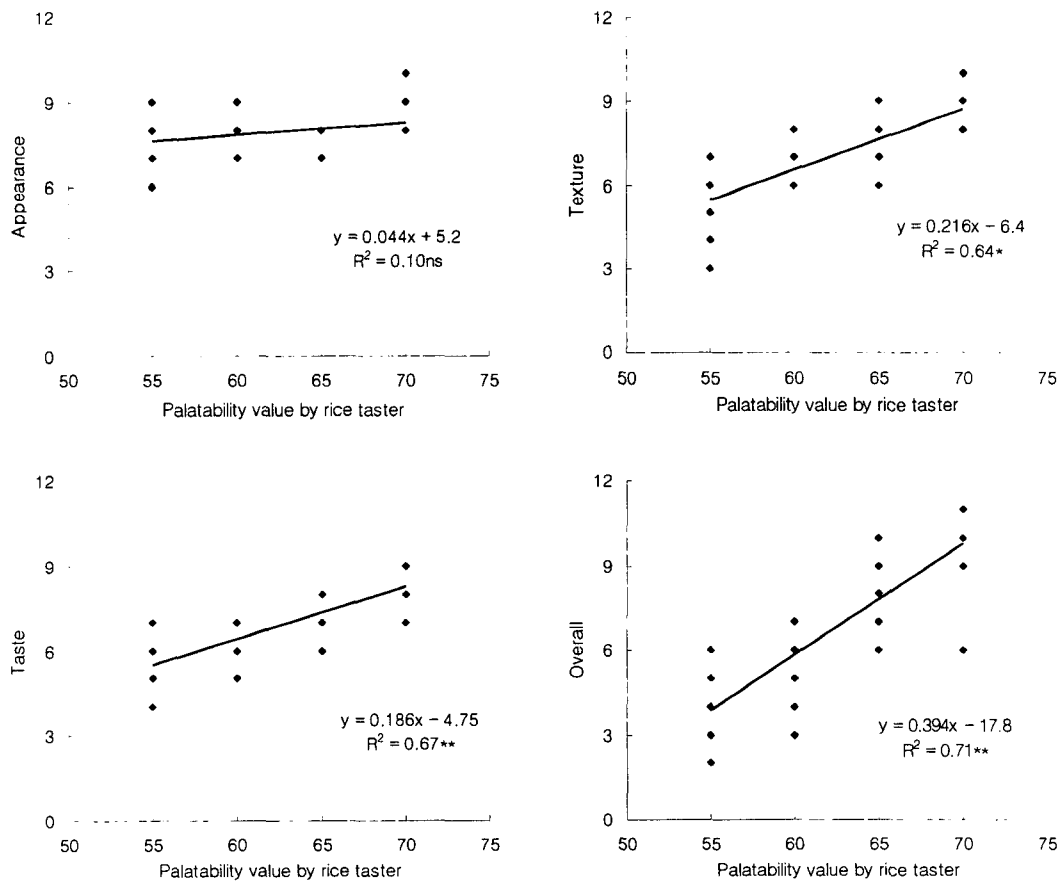 12
9
6
3
0
Appearance
y = 0.044x + 5.2
R² = 0.10ns
50 55 60 65 70 75
Palatability value by rice taster
12
9
6
3
0
Texture
y = 0.216x − 6.4
R² = 0.64*
50 55 60 65 70 75
Palatability value by rice taster
12
9
6
3
0
Taste
y = 0.186x − 4.75
R² = 0.67**
50 55 60 65 70 75
Palatability value by rice taster
12
9
6
3
0
Overall
y = 0.394x − 17.8
R² = 0.71**
50 55 60 65 70 75
Palatability value by rice taster